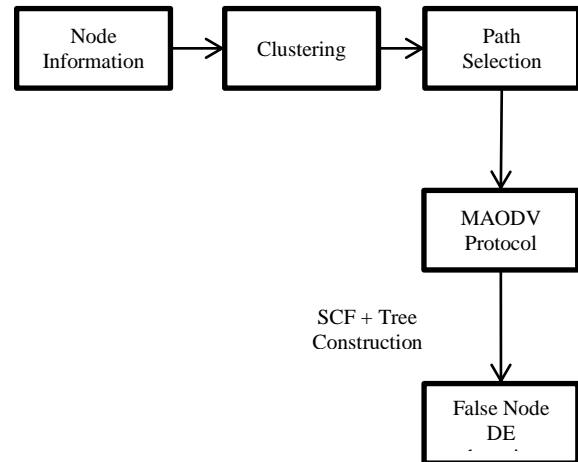 Node
Information
Clustering
Path
Selection
MAODV
Protocol
SCF + Tree
Construction
False Node
DE